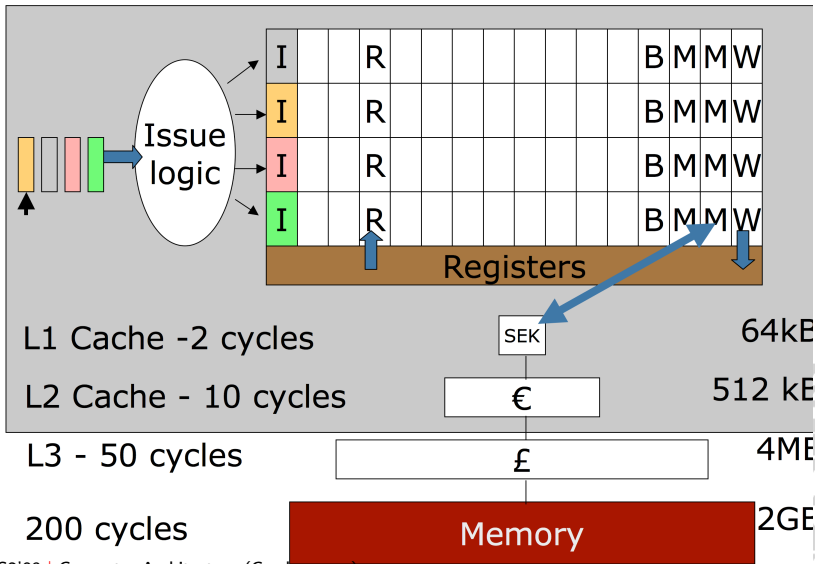 I R B M M W
I R B M M W
Issue
logic
I R B M M W
I R B M M W
Registers
L1 Cache -2 cycles SEK 64kB
L2 Cache - 10 cycles € 512 kB
L3 - 50 cycles £ 4MB
200 cycles Memory 2GB